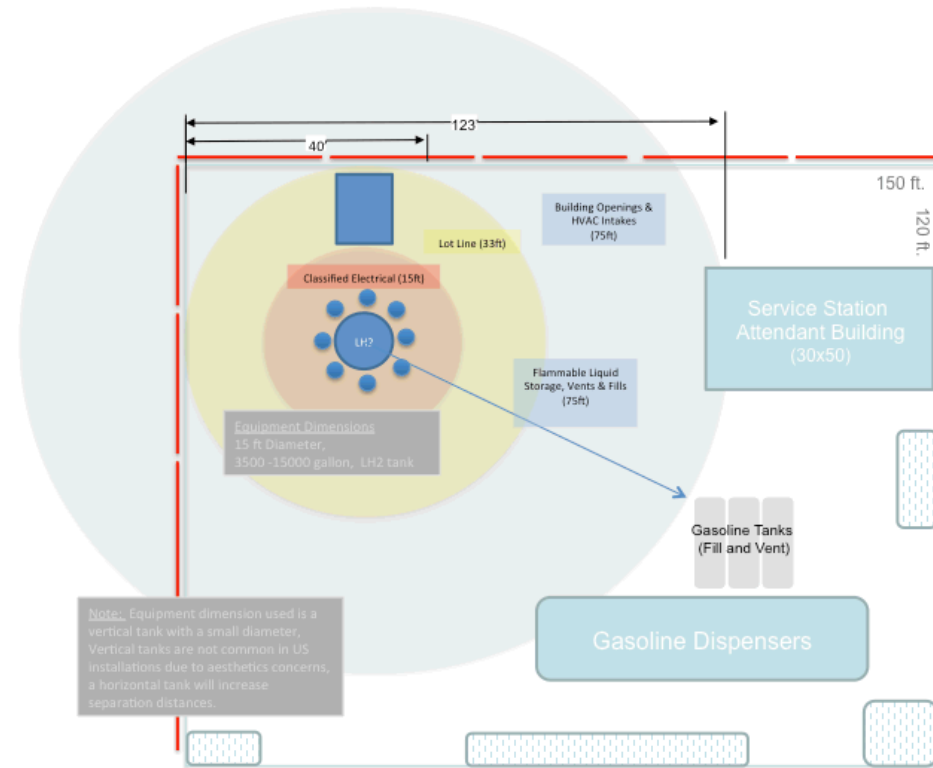 123'
40'
150 ft.
120 ft.
Building Openings &
HVAC Intakes
(75ft)
Lot Line (33ft)
Classified Electrical (15ft)
Service Station
Attendant Building
(30x50)
LH2
Flammable Liquid
Storage, Vents & Fills
(75ft)
Equipment Dimensions
15 ft Diameter,
3500 -15000 gallon,  LH2 tank
Gasoline Tanks
(Fill and Vent)
Note:  Equipment dimension used is a
vertical tank with a small diameter,
Vertical tanks are not common in US
installations due to aesthetics concerns,
a horizontal tank will increase
separation distances.
Gasoline Dispensers